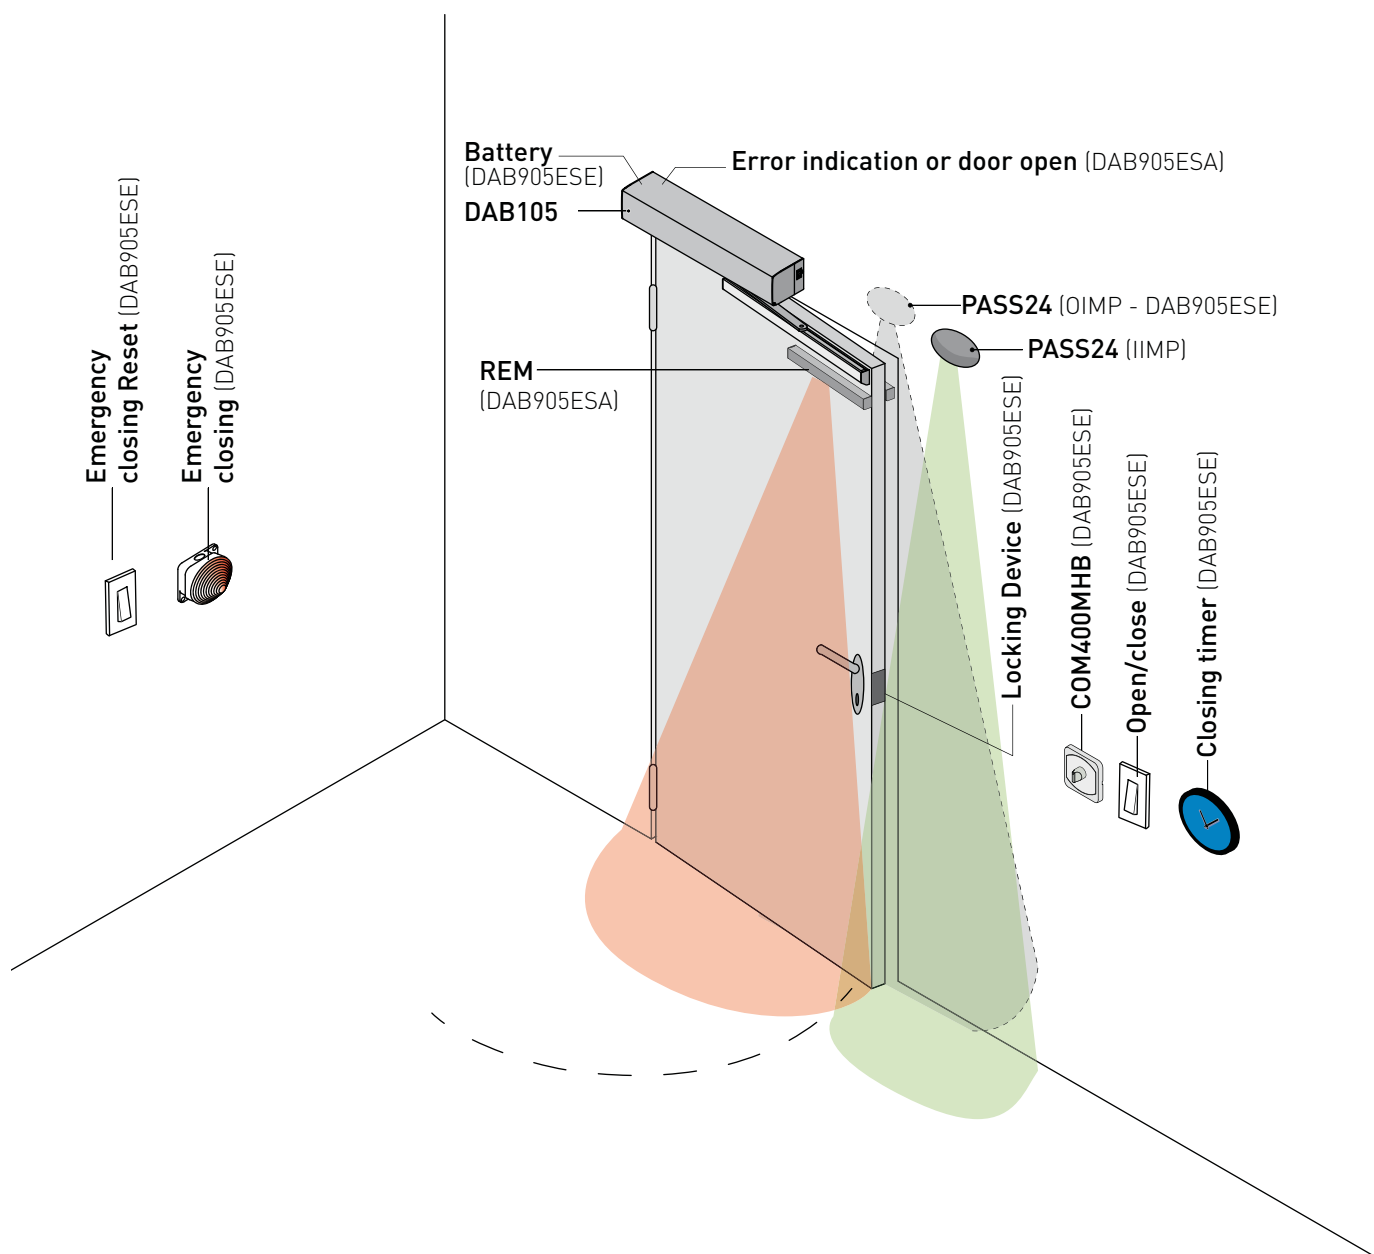 Battery
(DAB905ESE)
Error indication or door open (DAB905ESA)
DAB105
Emergency
closing Reset (DAB905ESE)
Emergency
closing (DAB905ESE)
PASS24 (OIMP - DAB905ESE)
PASS24 (IIMP)
REM
(DAB905ESA)
Locking Device (DAB905ESE)
COM400MHB (DAB905ESE)
Open/close (DAB905ESE)
Closing timer (DAB905ESE)